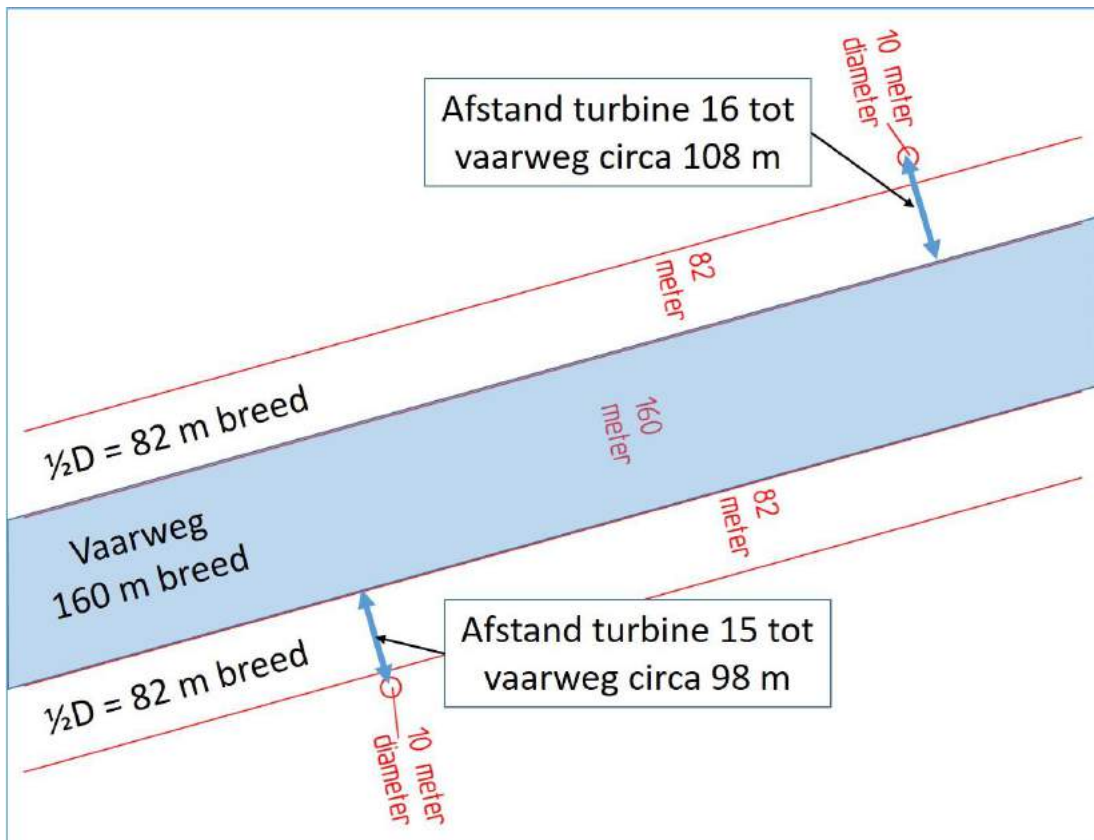 10 meter
diameter
Afstand turbine 16 tot
vaarweg circa 108 m
82
meter
½D = 82 m breed
160
meter
Vaarweg
160 m breed
82
meter
½D = 82 m breed
Afstand turbine 15 tot
vaarweg circa 98 m
10 meter
diameter